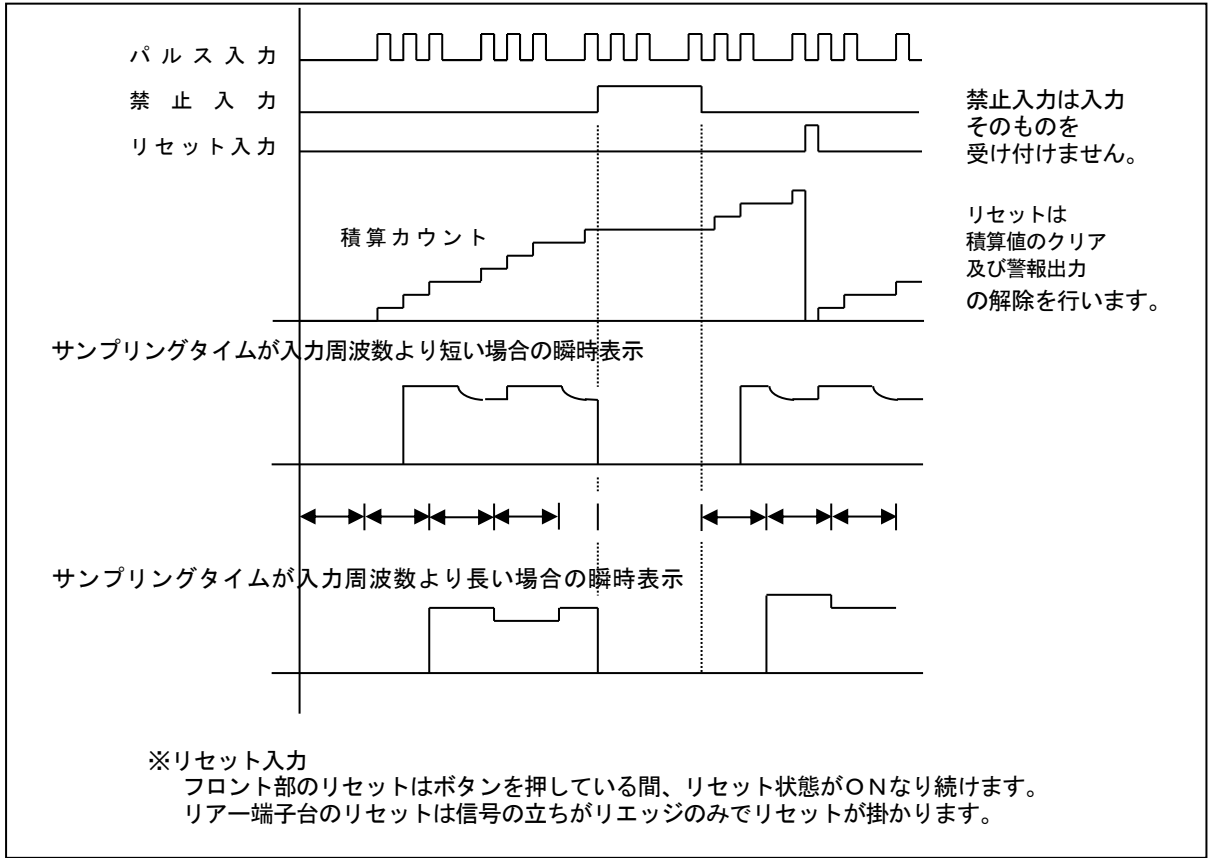 パルス入力
禁止入力
リセット入力
禁止入力は入力
そのものを
受け付けません。
積算カウント
リセットは
積算値のクリア
及び警報出力
の解除を行います。
サンプリングタイムが入力周波数より短い場合の瞬時表示
サンプリングタイムが入力周波数より長い場合の瞬時表示
※リセット入力
フロント部のリセットはボタンを押している間、リセット状態がONなり続けます。
リアー端子台のリセットは信号の立ちがリエッジのみでリセットが掛かります。